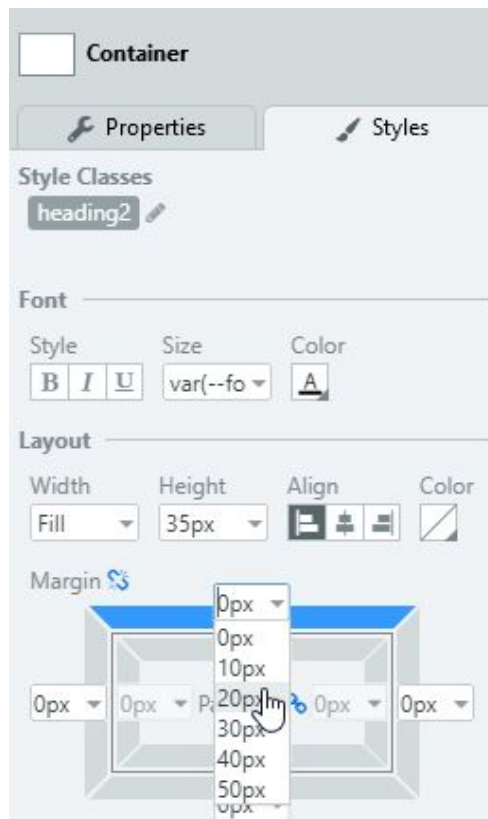 Container
Properties Styles
Style Classes
heading2
Font
Style Size Color
B I U var(--fo A
Layout
Width Height Align Color
Fill 35px
Margin 0px
0px
10px
0px 0px 20px 0px 0px
30px
40px
50px
0px